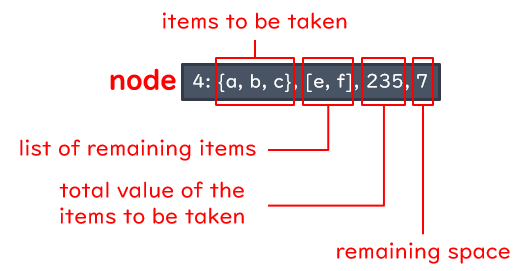 items to be taken
node 4: {a, b, c}, [e, f], 235, 7
list of remaining items
total value of the
items to be taken
remaining space